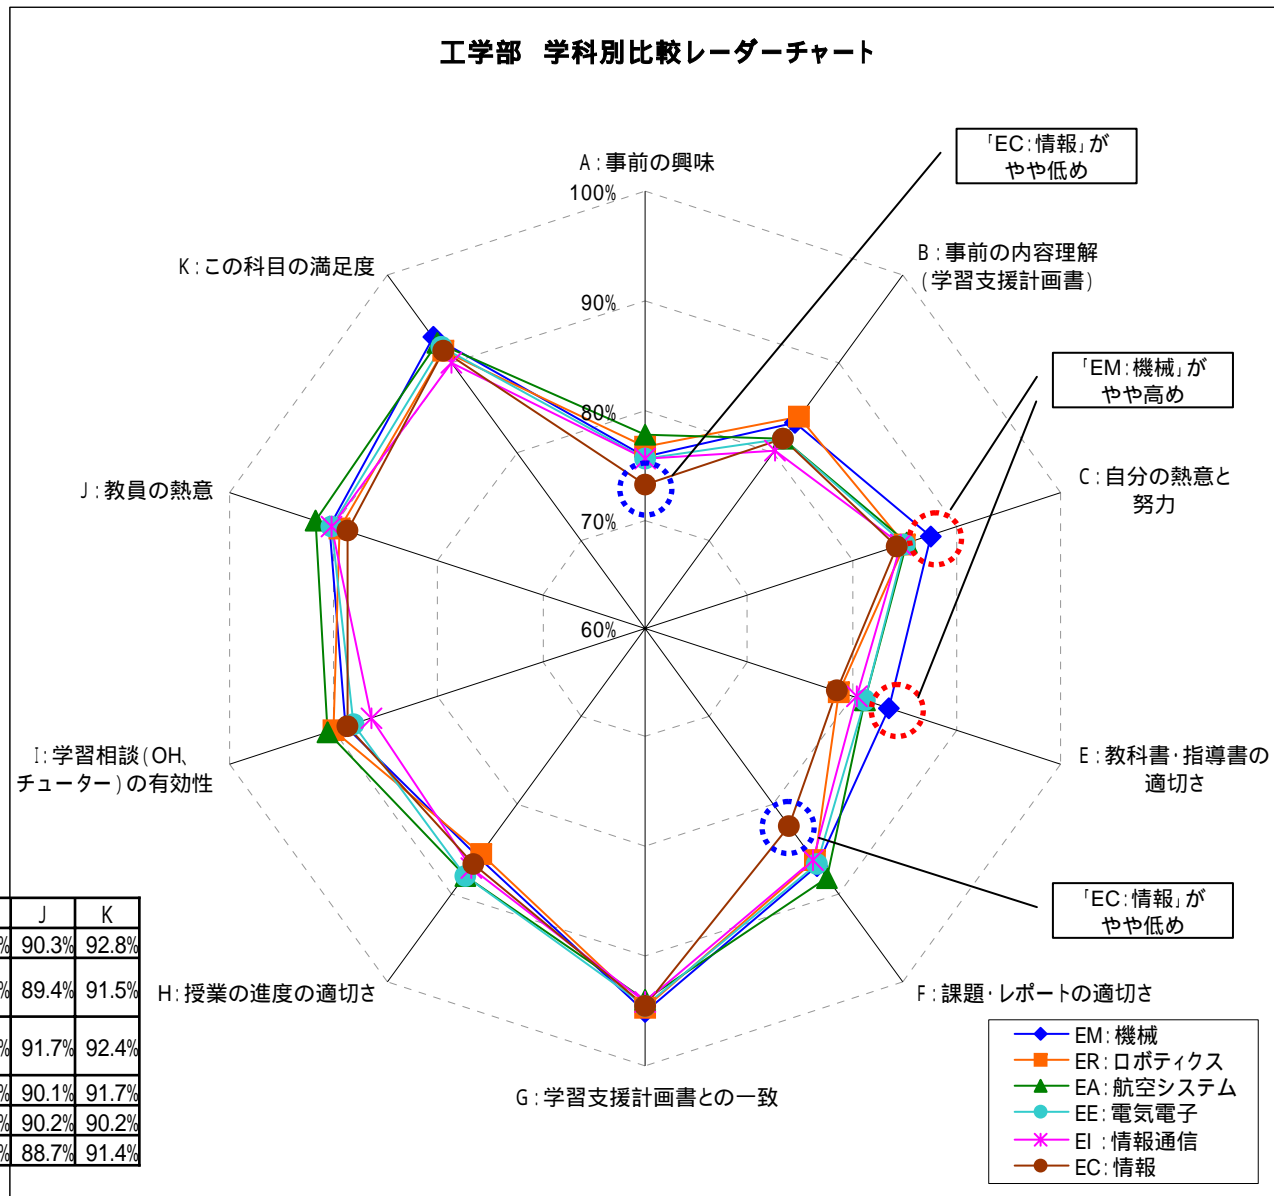 工学部 学科別比較レーダーチャート
「EC:情報」が
やや低め
A:事前の興味
100%
B:事前の内容理解
(学習支援計画書)
K:この科目の満足度
90%
「EM:機械」が
やや高め
80%
C:自分の熱意と
努力
J:教員の熱意
70%
60%
I:学習相談(OH、
チューター)の有効性
E:教科書・指導書の
適切さ
「EC:情報」が
やや低め
H:授業の進度の適切さ
F:課題・レポートの適切さ
G:学習支援計画書との一致
J K
% 90.3% 92.8%
% 89.4% 91.5%
% 91.7% 92.4%
% 90.1% 91.7%
% 90.2% 90.2%
% 88.7% 91.4%
EM:機械
ER:ロボティクス
EA:航空システム
EE:電気電子
EI:情報通信
EC:情報